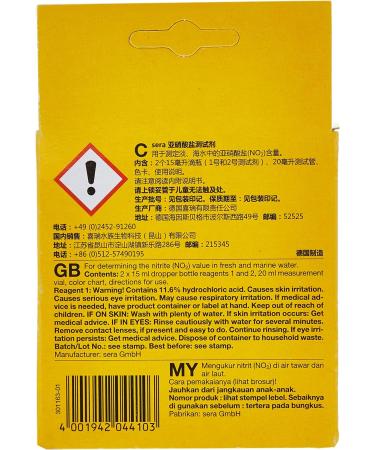 C sera 亚硝酸盐测试剂
用于测定淡、海水中的亚硝酸盐(NO₂)含量。
内含：2个15毫升滴瓶（1号和2号测试剂）、20毫升测试管、
色卡、使用说明。
请注意阅读内附说明书。
请上锁妥管于儿童无法触及处。
生产批号：见包装印记。保质期至：见包装印记。
生产商：德国喜瑞有限责任公司
地址：德国海因斯贝格市波尔西大街49号 邮编：52525
电话：+49 (0)2452-91260
国内销售：喜瑞水族生物科技（昆山）有限公司
地址：江苏省昆山市淀山湖镇新乐路 邮编：215345
电话：+86 (0)512-57490195 德国制造
GB For determining the nitrite (NO₂) value in fresh and marine water.
Contents: 2 x 15 ml dropper bottle reagents 1 and 2, 20 ml measurement
vial, color chart, directions for use.
Reagent 1: Warning! Contains 11.6% hydrochloric acid. Causes skin irritation.
Causes serious eye irritation. May cause respiratory irritation. If medical ad-
vice is needed, have product container or label at hand. Keep out of reach of
children. IF ON SKIN: Wash with plenty of water. If skin irritation occurs: Get
medical advice. IF IN EYES: Rinse cautiously with water for several minutes.
Remove contact lenses, if present and easy to do. Continue rinsing. If eye irri-
tation persists: Get medical advice. Dispose of container to household waste.
Batch/Lot No.: see stamp. Best before: see stamp.
Manufacturer: sera GmbH
MY Mengukur nitrit (NO₂) di air tawar dan
air laut.
Cara pemakaianya (lihat brosur)!
Jauhkan dari jangkauan anak-anak.
Nomor produk : lihat stempel lebel. Sebaiknya
di gunakan sebelum : tertera pada bungkus.
Pabrikan: sera GmbH
301163-01
4 001942 044103